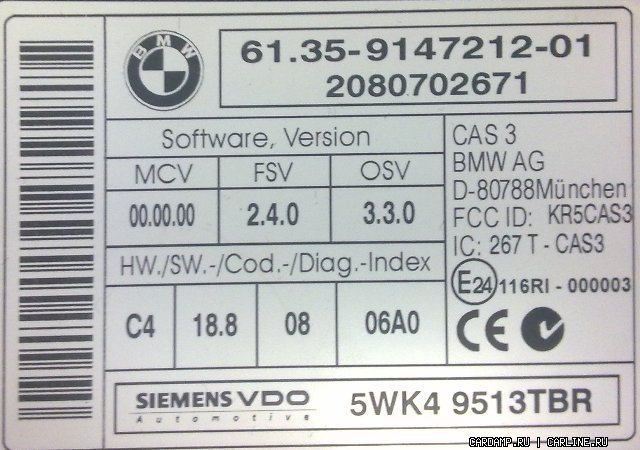 BMW
61.35-9147212-01
2080702671
Software, Version
MCV FSV OSV
00.00.00 2.4.0 3.3.0
HW./SW.-/Cod.-/Diag.-Index
C4 18.8 08 06A0
CAS 3
BMW AG
D-80788München
FCC ID: KR5CAS3
IC: 267 T - CAS3
E24 116RI - 000003
CE
SIEMENS VDO
Automotive
5WK4 9513TBR
CARDAMP.RU | CARLINE.RU